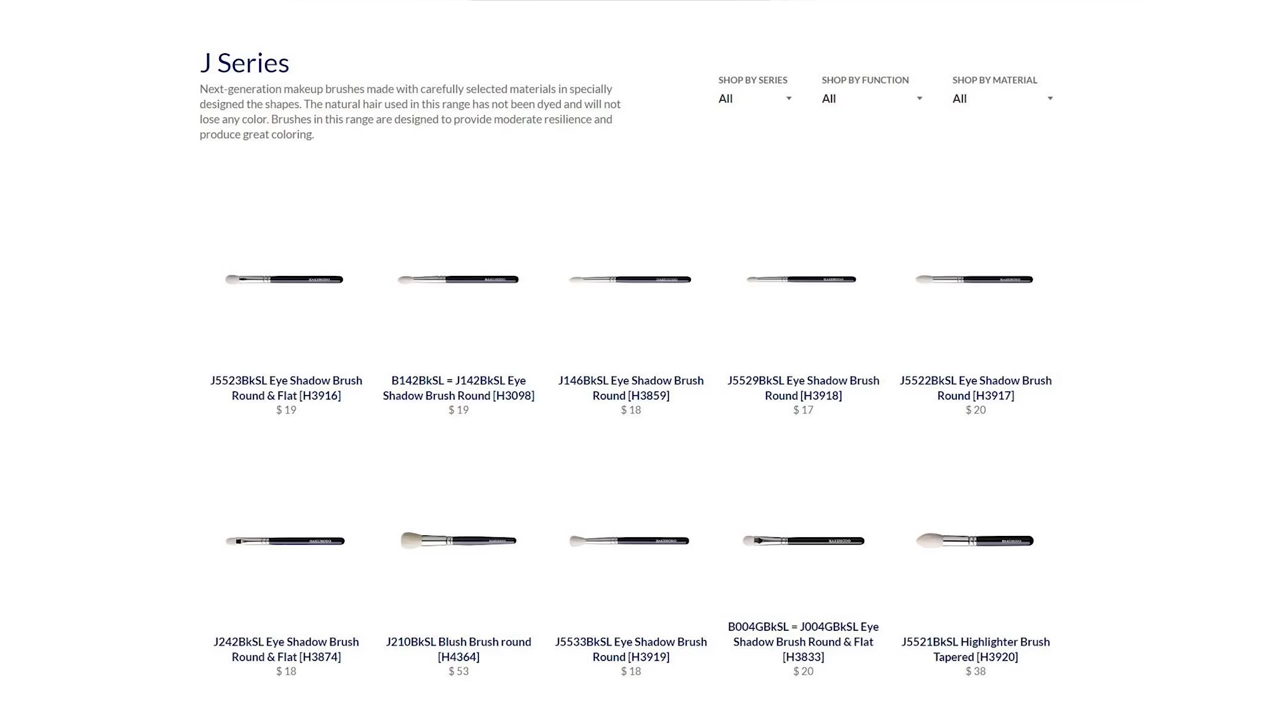 J Series
Next-generation makeup brushes made with carefully selected materials in specially
designed the shapes. The natural hair used in this range has not been dyed and will not
lose any color. Brushes in this range are designed to provide moderate resilience and
produce great coloring.
SHOP BY SERIES
All
SHOP BY FUNCTION
All
SHOP BY MATERIAL
All
J5523BkSL Eye Shadow Brush
Round & Flat [H3916]
$ 19
B142BkSL = J142BkSL Eye
Shadow Brush Round [H3098]
$ 19
J146BkSL Eye Shadow Brush
Round [H3859]
$ 18
J5529BkSL Eye Shadow Brush
Round [H3918]
$ 17
J5522BkSL Eye Shadow Brush
Round [H3917]
$ 20
J242BkSL Eye Shadow Brush
Round & Flat [H3874]
$ 18
J210BkSL Blush Brush round
[H4364]
$ 53
J5533BkSL Eye Shadow Brush
Round [H3919]
$ 18
B004GBkSL = J004GBkSL Eye
Shadow Brush Round & Flat
[H3833]
$ 20
J5521BkSL Highlighter Brush
Tapered [H3920]
$ 38